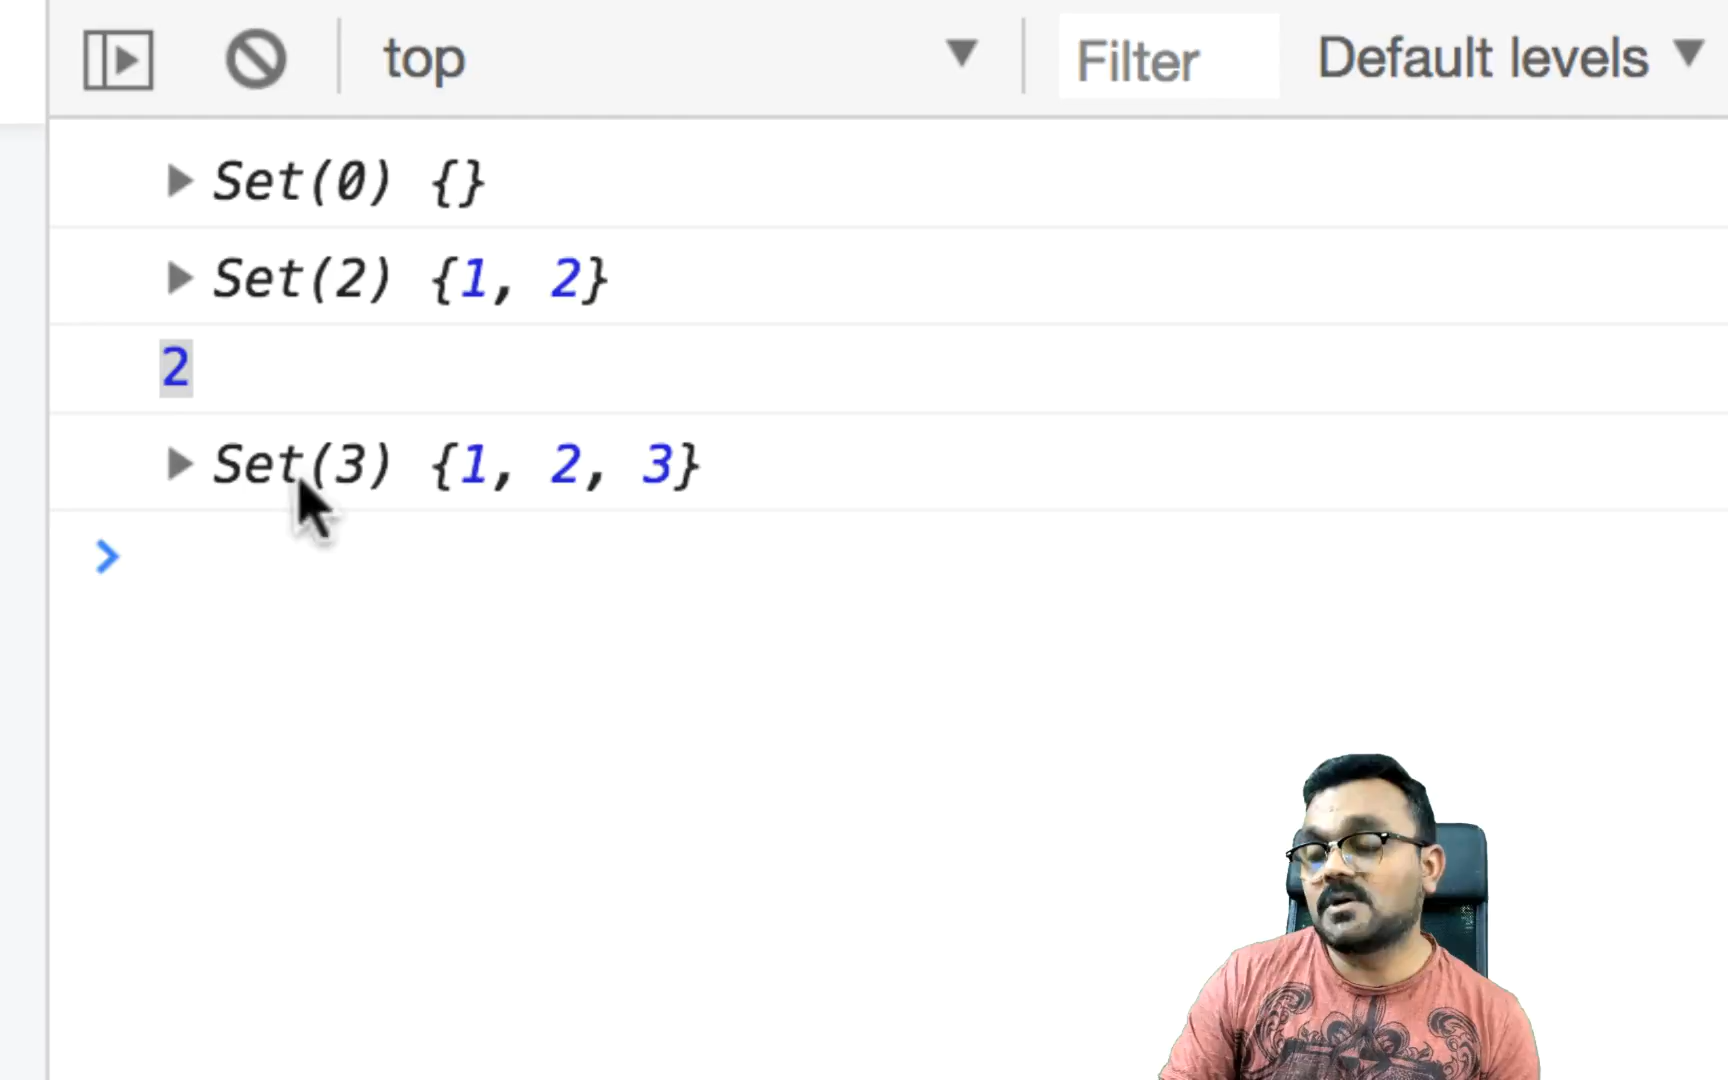 top Filter Default levels
Set(0) {}
Set(2) {1, 2}
2
Set(3) {1, 2, 3}